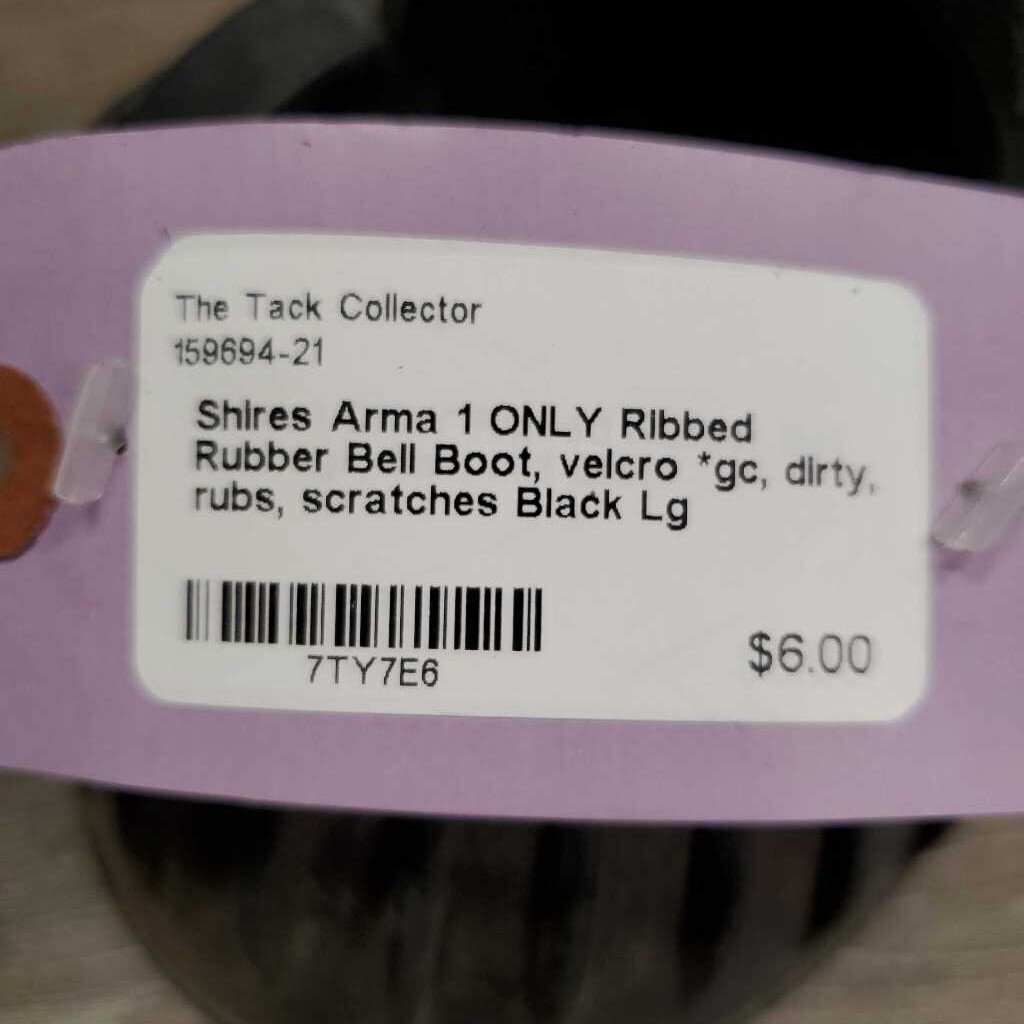 The Tack Collector
159694-21
Shires Arma 1 ONLY Ribbed
Rubber Bell Boot, velcro *gc, dirty,
rubs, scratches Black Lg
7TY7E6
$6.00